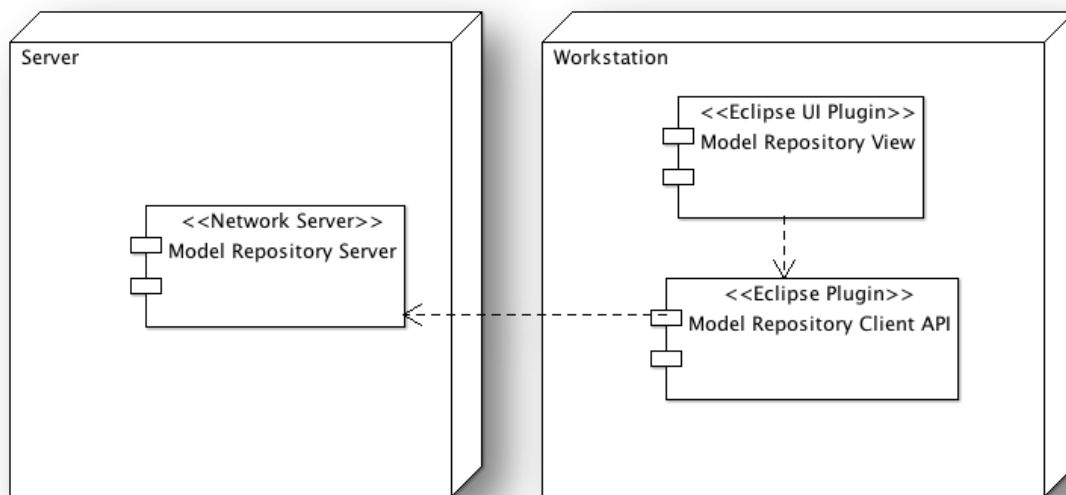 Server
<<Network Server>>
Model Repository Server
Workstation
<<Eclipse UI Plugin>>
Model Repository View
<<Eclipse Plugin>>
Model Repository Client API